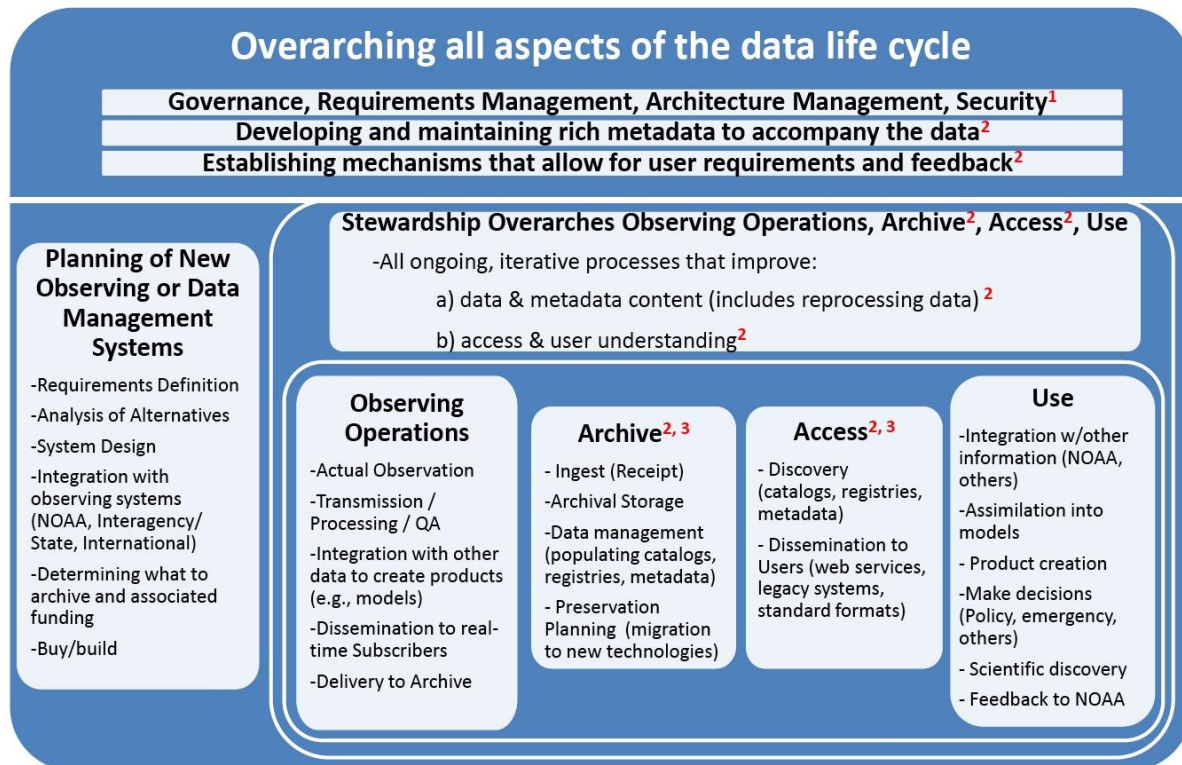 Overarching all aspects of the data life cycle
Governance, Requirements Management, Architecture Management, Security1
Developing and maintaining rich metadata to accompany the data2
Establishing mechanisms that allow for user requirements and feedback2
Planning of New
Observing or Data
Management
Systems
-Requirements Definition
-Analysis of Alternatives
-System Design
-Integration with
observing systems
(NOAA, Interagency/
State, International)
-Determining what to
archive and associated
funding
-Buy/build
Stewardship Overarches Observing Operations, Archive2, Access2, Use
-All ongoing, iterative processes that improve:
a) data & metadata content (includes reprocessing data) 2
b) access & user understanding2
Observing
Operations
-Actual Observation
-Transmission /
Processing / QA
-Integration with other
data to create products
(e.g., models)
-Dissemination to real-
time Subscribers
-Delivery to Archive
Archive2, 3
- Ingest (Receipt)
-Archival Storage
-Data management
(populating catalogs,
registries, metadata)
- Preservation
Planning (migration
to new technologies)
Access2, 3
- Discovery
(catalogs, registries,
metadata)
- Dissemination to
Users (web services,
legacy systems,
standard formats)
Use
-Integration w/other
information (NOAA,
others)
-Assimilation into
models
- Product creation
-Make decisions
(Policy, emergency,
others)
- Scientific discovery
- Feedback to NOAA